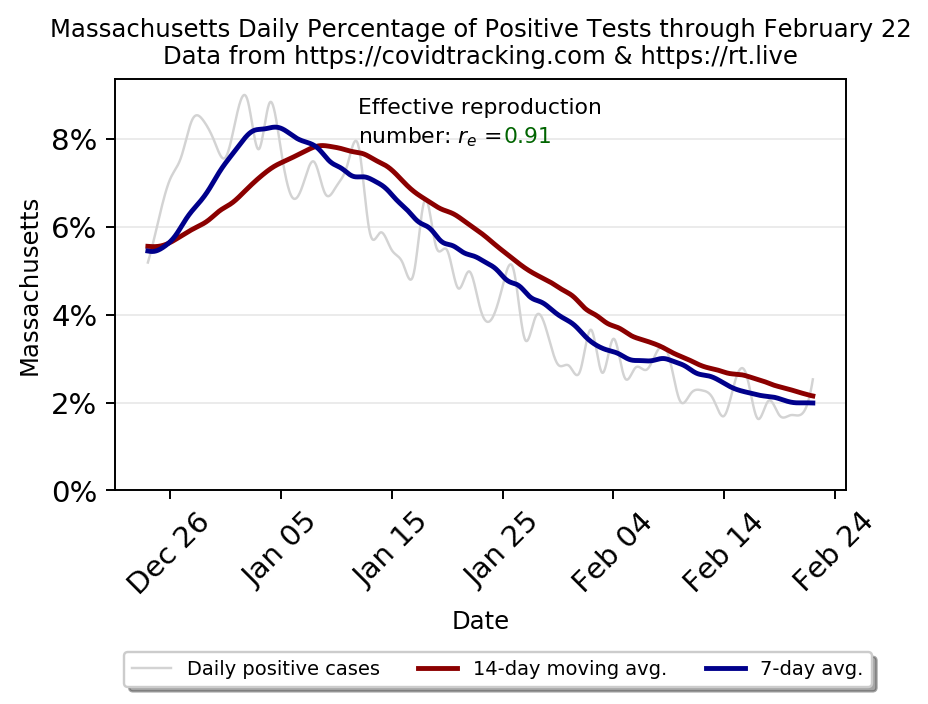 Massachusetts Daily Percentage of Positive Tests through February 22
Data from https://covidtracking.com & https://rt.live
Effective reproduction
number: rₑ =0.91
8%
6%
4%
2%
0%
Massachusetts
Dec 26
Jan 05
Jan 15
Jan 25
Feb 04
Feb 14
Feb 24
Date
Daily positive cases
14-day moving avg.
7-day avg.